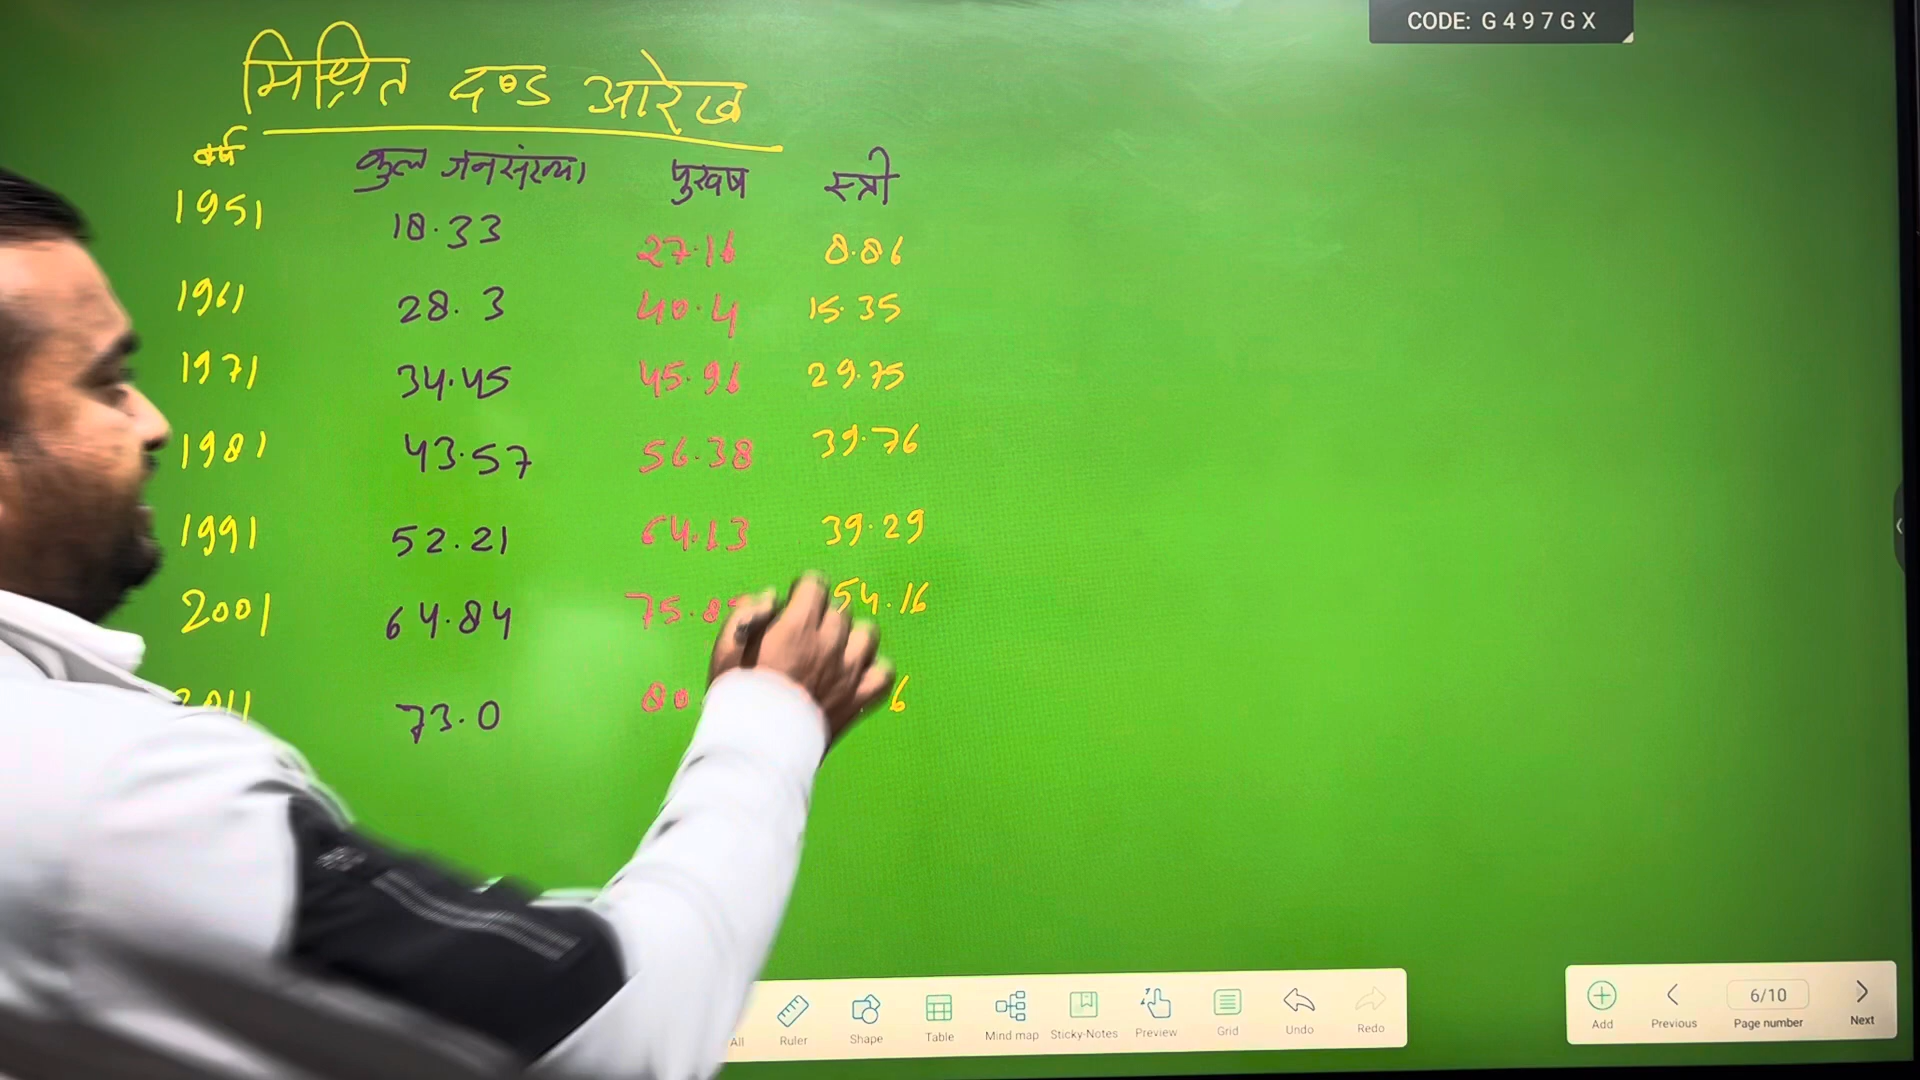 CODE: G497GX
मिश्रित दण्ड आरेख
वर्ष कुल जनसंख्या पुरुष स्त्री
1951 18.33 27.16 8.86
1961 28.3 40.4 15.35
1971 34.45 45.96 29.75
1981 43.57 56.38 39.76
1991 52.21 64.13 39.29
2001 64.84 54.16
2011 73.0
All Ruler Shape Table Mind map Sticky-Notes Preview Grid Undo Redo
Add Previous 6/10 Page number Next